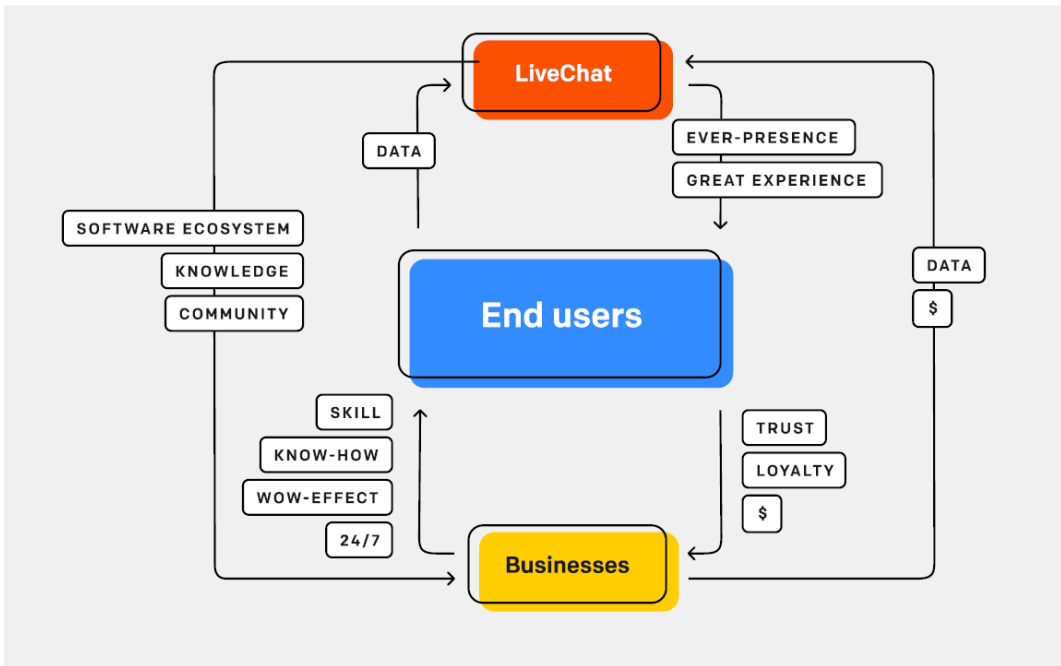 LiveChat
EVER-PRESENCE
DATA
GREAT EXPERIENCE
SOFTWARE ECOSYSTEM
KNOWLEDGE
DATA
COMMUNITY
$
End users
SKILL
TRUST
KNOW-HOW
LOYALTY
WOW-EFFECT
$
24/7
Businesses